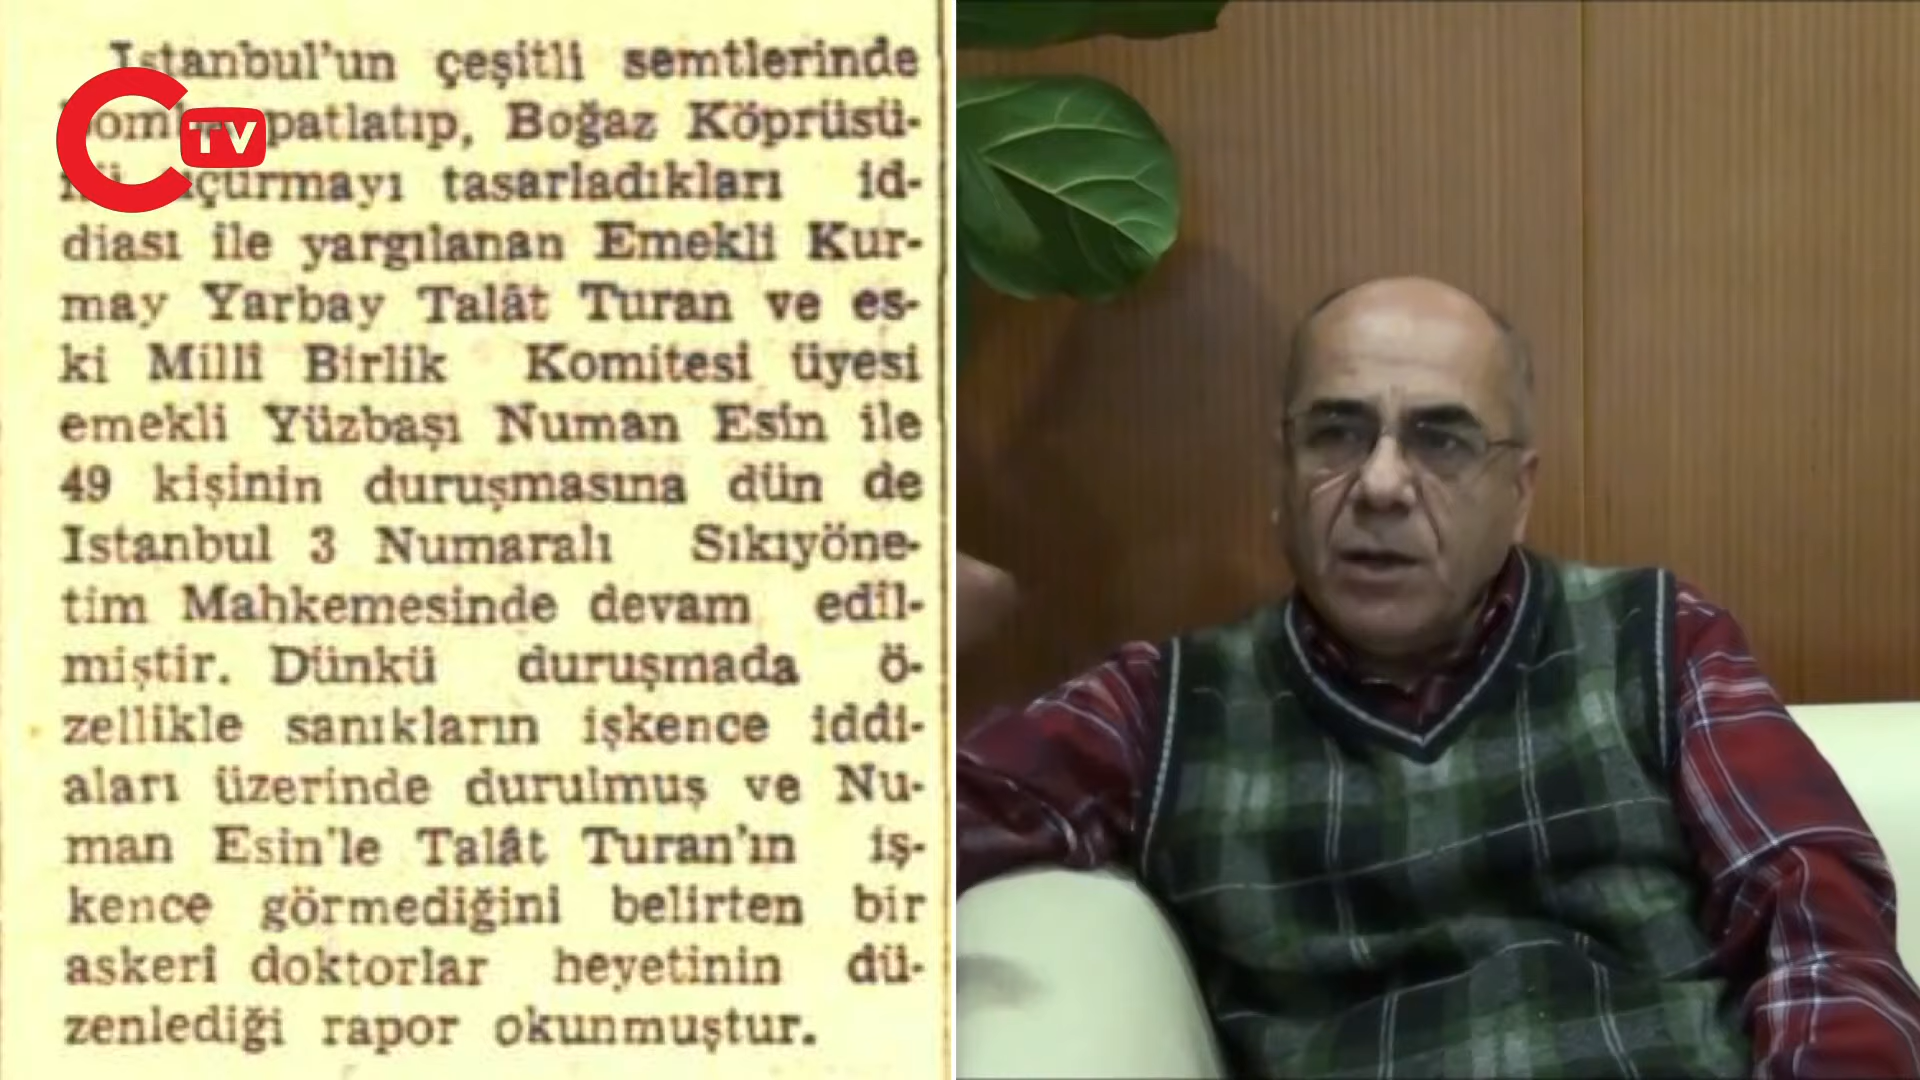 Istanbul'un çeşitli semtlerinde
patlatıp, Boğaz Köprüsü-
uçurmayı tasarladıkları id-
diası ile yargılanan Emekli Kur-
may Yarbay Talât Turan ve es-
ki Millî Birlik Komitesi üyesi
emekli Yüzbaşı Numan Esin ile
49 kişinin duruşmasına dün de
Istanbul 3 Numaralı Sıkıyöne-
tim Mahkemesinde devam edil-
miştir. Dünkü duruşmada ö-
zellikle sanıkların işkence iddi-
aları üzerinde durulmuş ve Nu-
man Esin'le Talât Turan'ın iş-
kence görmediğini belirten bir
askerî doktorlar heyetinin dü-
zenlediği rapor okunmuştur.
C TV